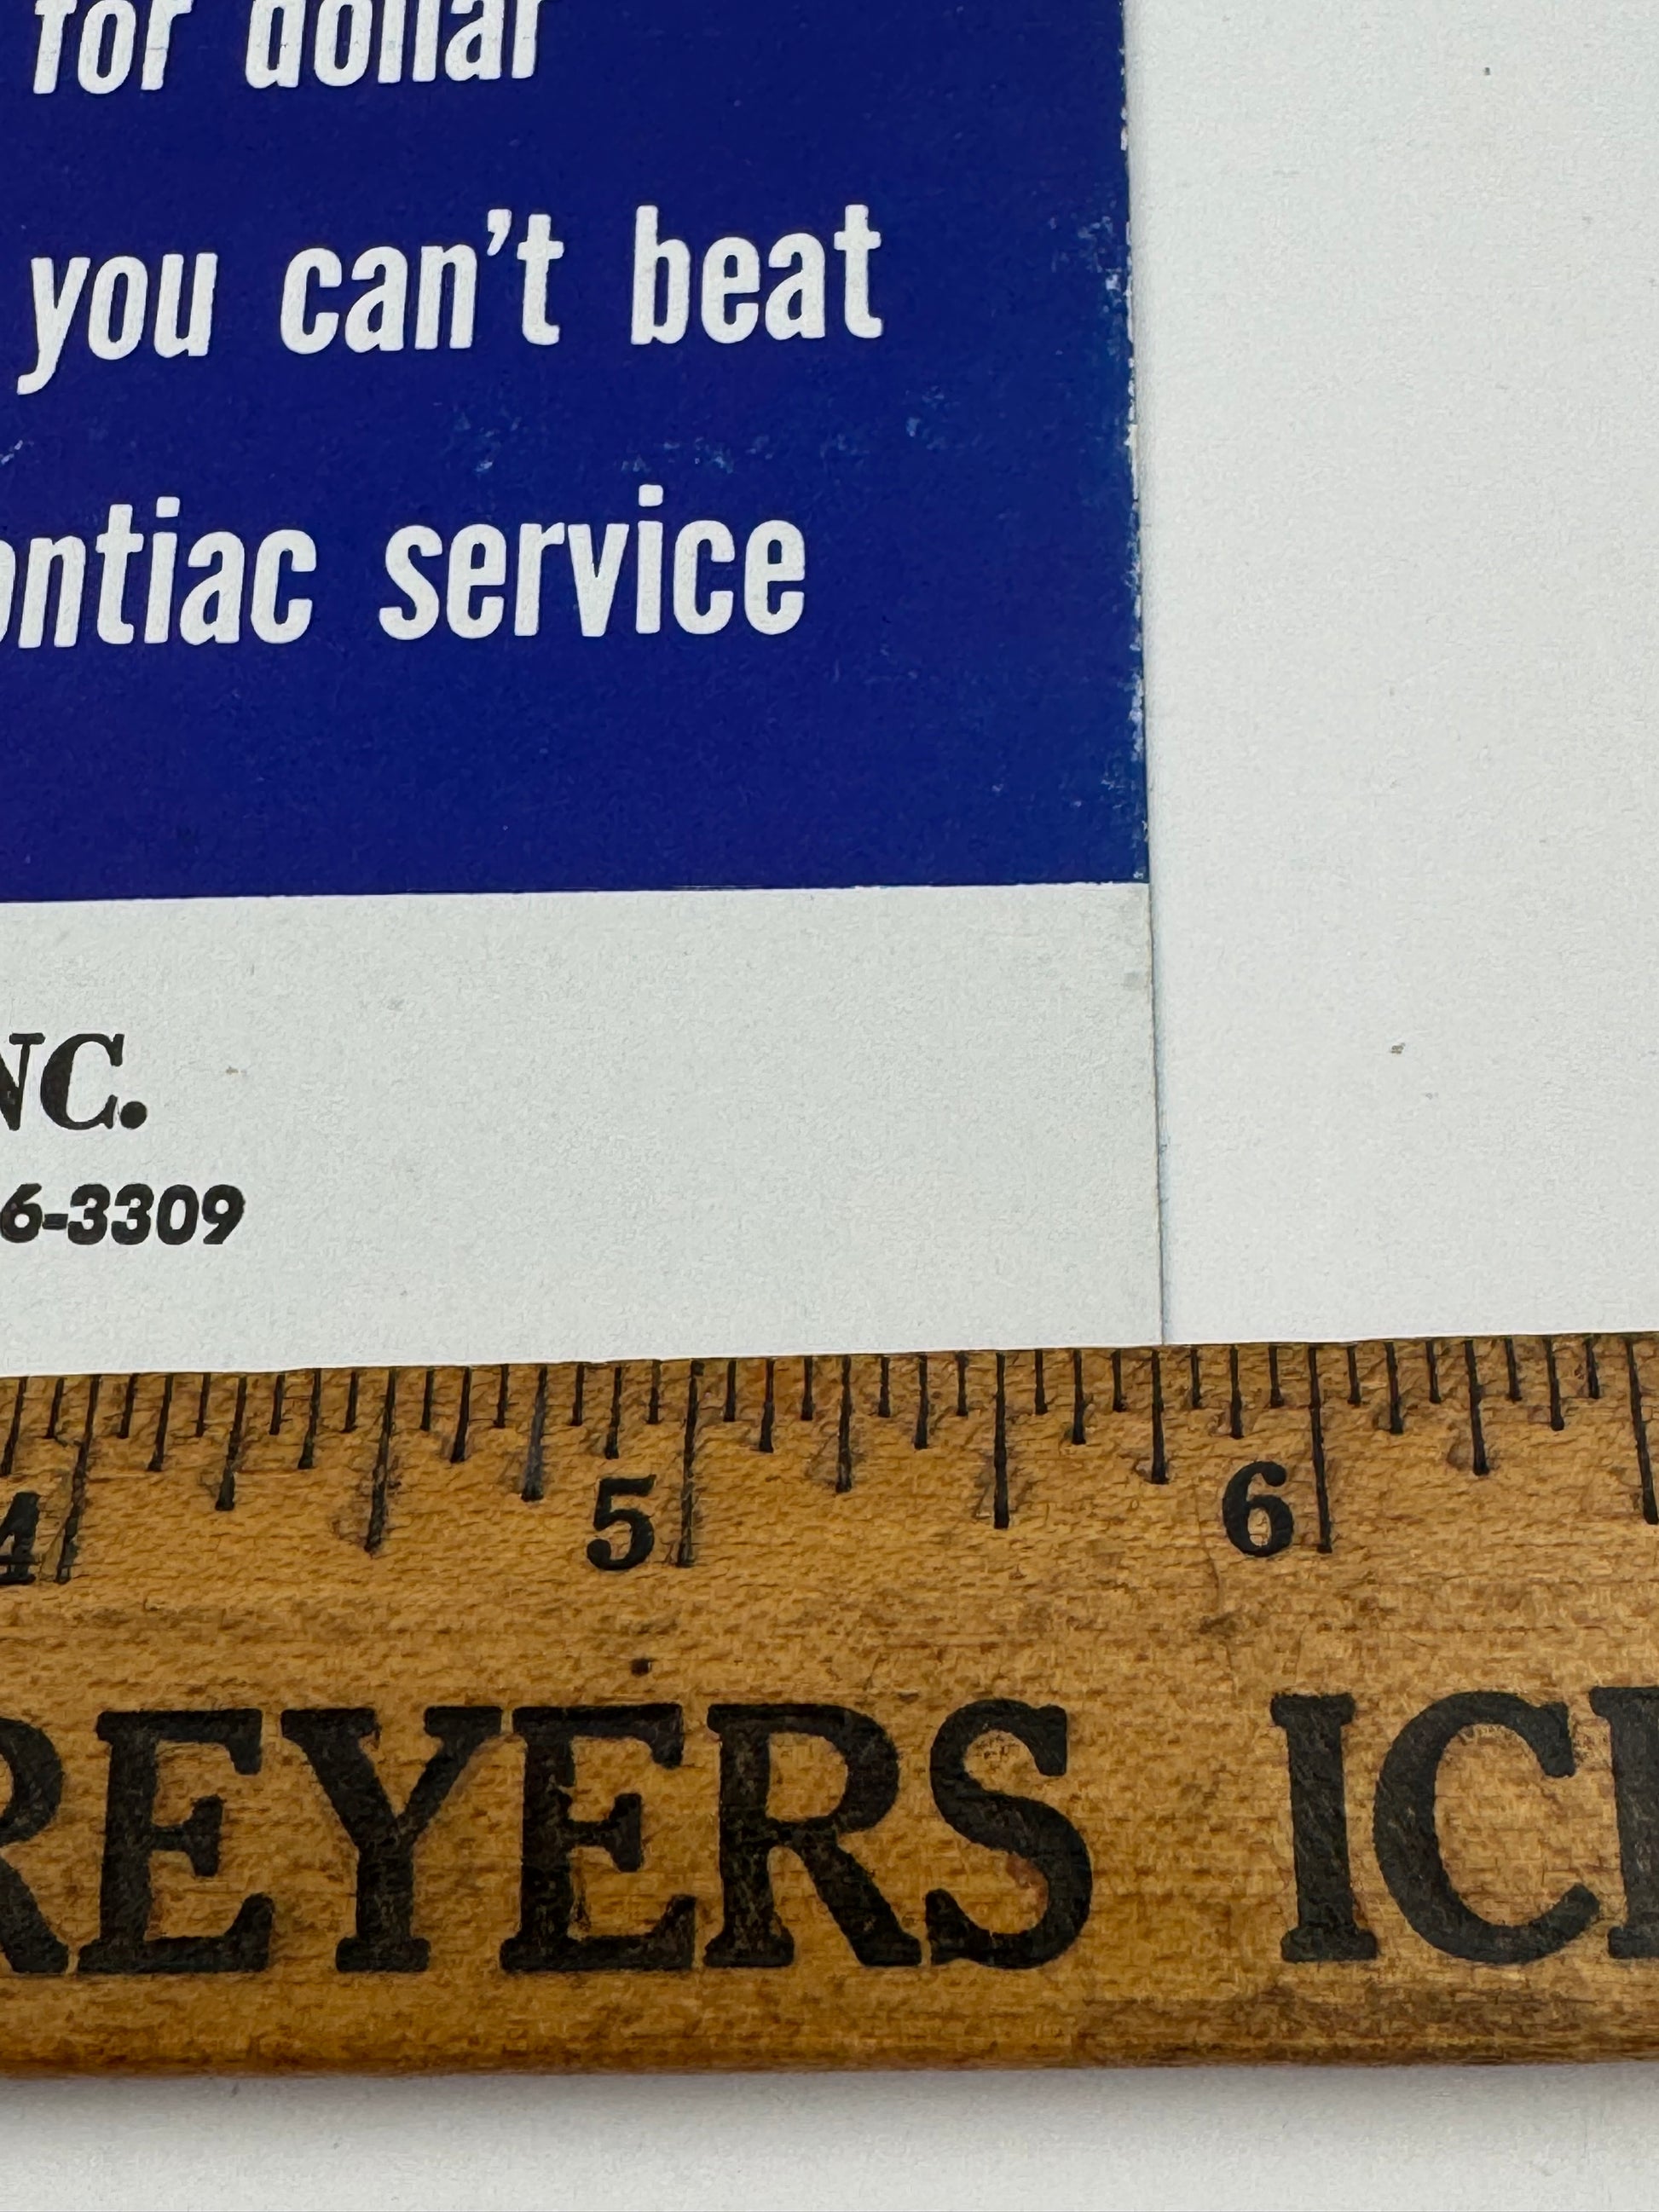 for dollar
you can't beat
ontiac service
NC.
6-3309
4 5 6
REYERS IC